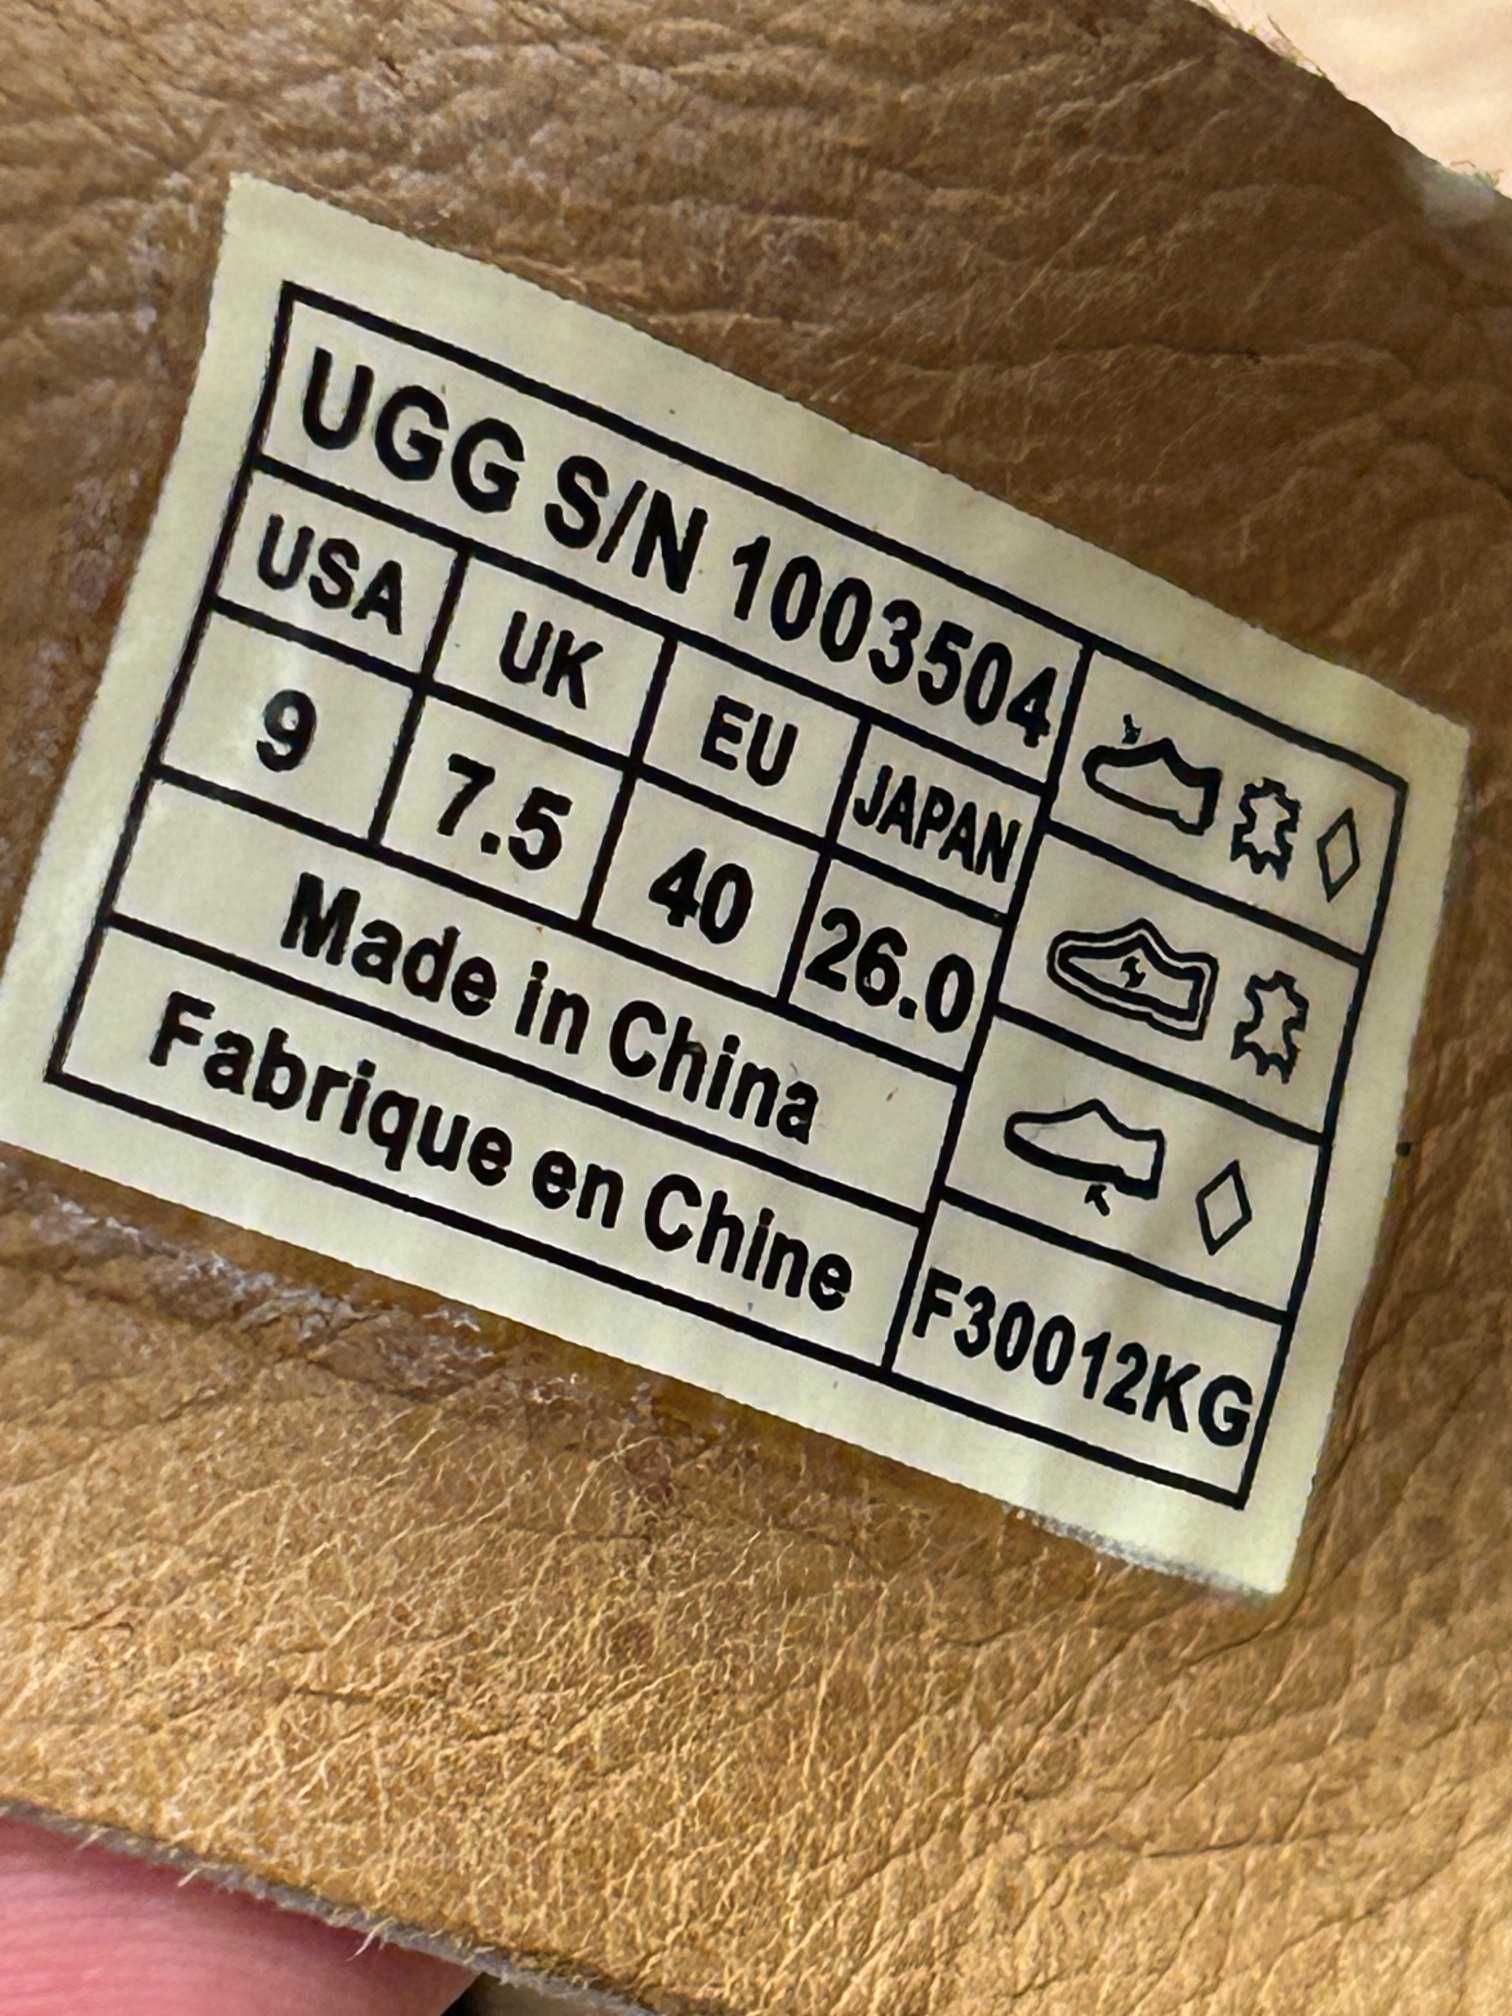 UGG S/N 1003504
USA UK EU JAPAN
9 7.5 40 26.0
Made in China
Fabrique en Chine
F30012KG